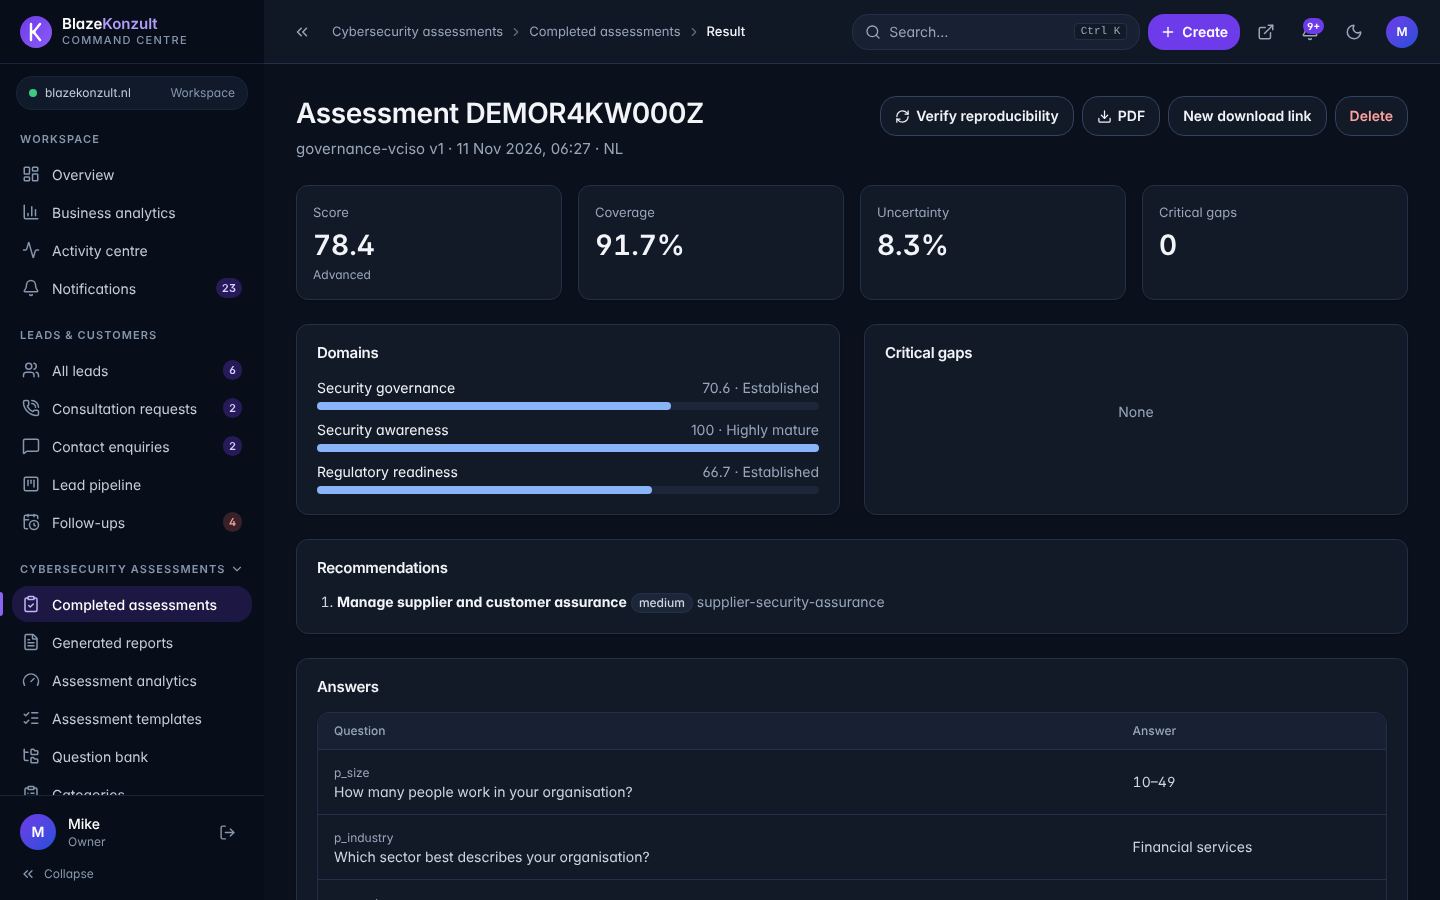 BlazeKonzult
COMMAND CENTRE
Cybersecurity assessments > Completed assessments > Result
Search...
Ctrl K
Create
9+
M
blazekonzult.nl
Workspace
WORKSPACE
Overview
Business analytics
Activity centre
Notifications 23
LEADS & CUSTOMERS
All leads 6
Consultation requests 2
Contact enquiries 2
Lead pipeline
Follow-ups 4
CYBERSECURITY ASSESSMENTS
Completed assessments
Generated reports
Assessment analytics
Assessment templates
Question bank
Categories
M
Mike
Owner
Collapse
Assessment DEMOR4KW000Z
governance-vciso v1 · 11 Nov 2026, 06:27 · NL
Verify reproducibility
PDF
New download link
Delete
Score
78.4
Advanced
Coverage
91.7%
Uncertainty
8.3%
Critical gaps
0
Domains
Security governance 70.6 · Established
Security awareness 100 · Highly mature
Regulatory readiness 66.7 · Established
Critical gaps
None
Recommendations
1. Manage supplier and customer assurance medium supplier-security-assurance
Answers
Question Answer
p_size
How many people work in your organisation?
10–49
p_industry
Which sector best describes your organisation?
Financial services